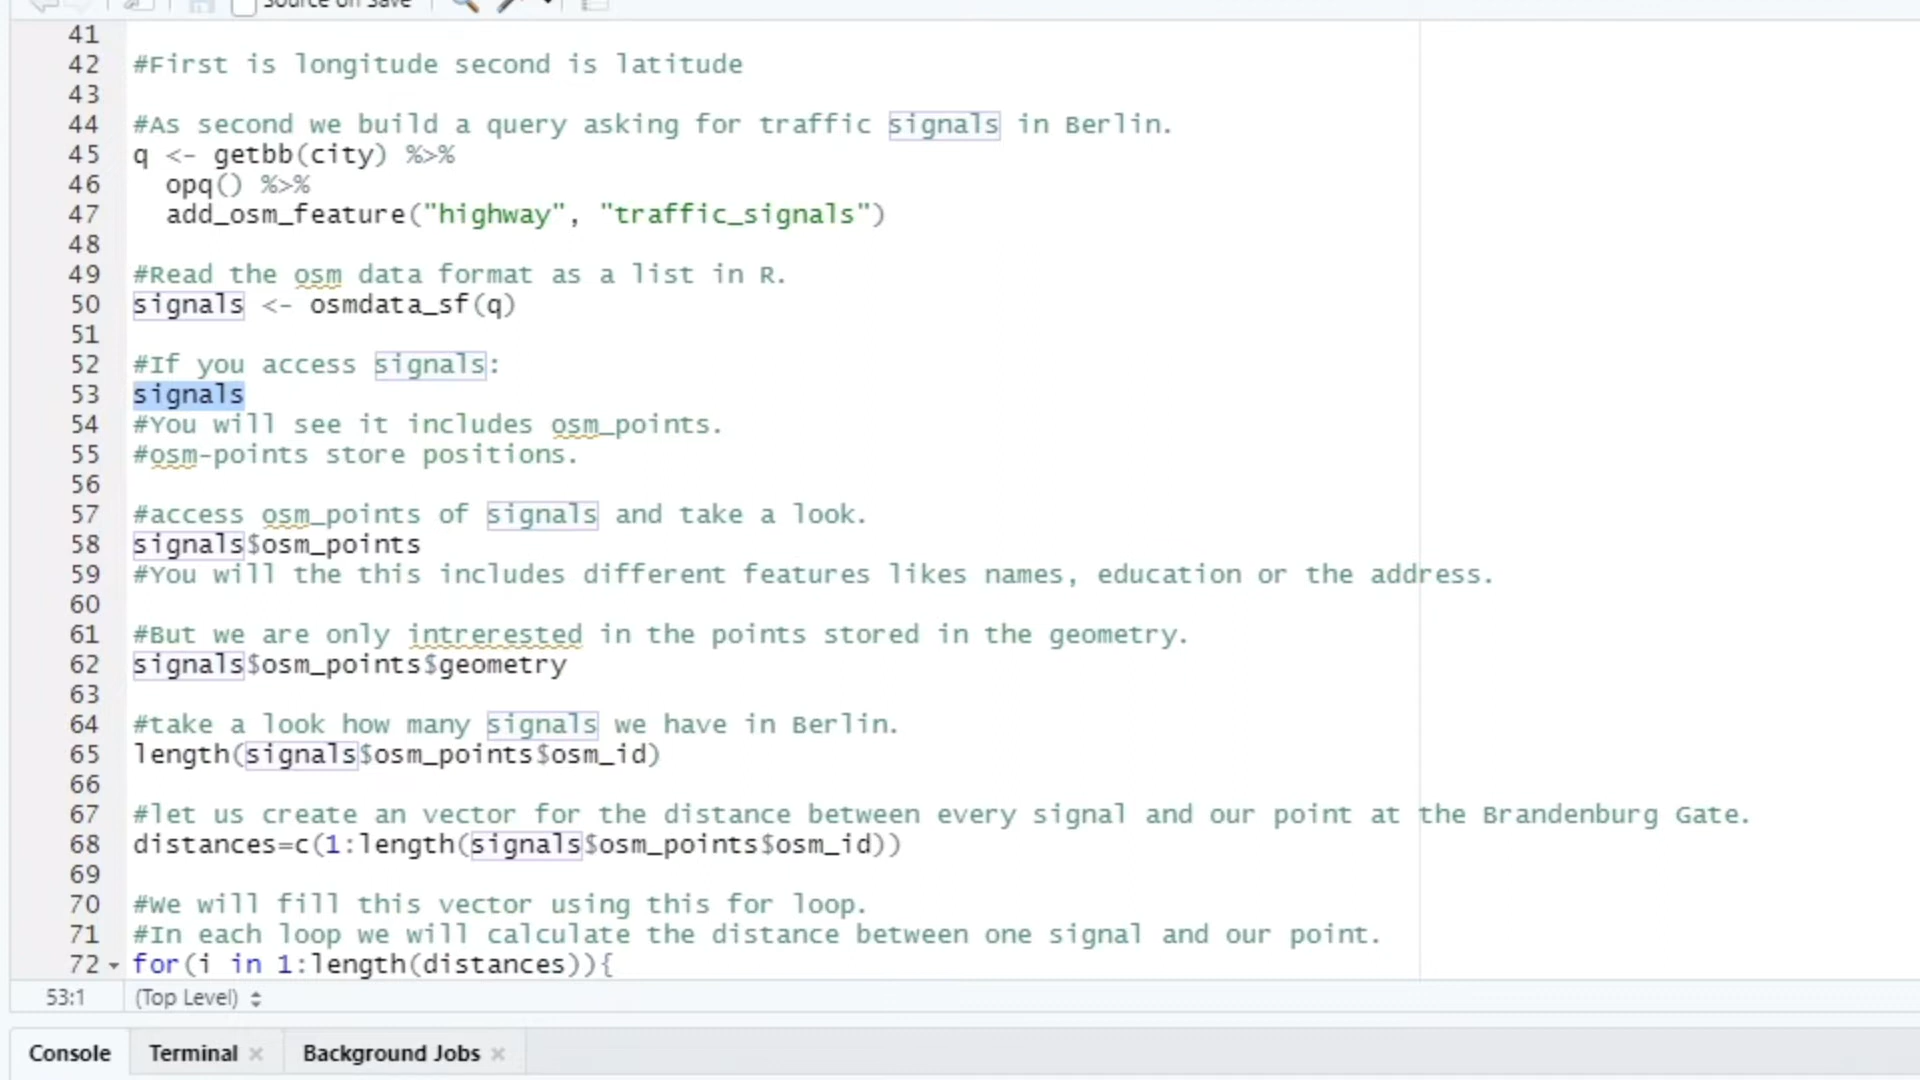 Source on Save
41
42 #First is longitude second is latitude
43
44 #As second we build a query asking for traffic signals in Berlin.
45 q <- getbb(city) %>%
46   opq() %>%
47   add_osm_feature("highway", "traffic_signals")
48
49 #Read the osm data format as a list in R.
50 signals <- osmdata_sf(q)
51
52 #If you access signals:
53 signals
54 #You will see it includes osm_points.
55 #osm-points store positions.
56
57 #access osm_points of signals and take a look.
58 signals$osm_points
59 #You will the this includes different features likes names, education or the address.
60
61 #But we are only intrerested in the points stored in the geometry.
62 signals$osm_points$geometry
63
64 #take a look how many signals we have in Berlin.
65 length(signals$osm_points$osm_id)
66
67 #let us create an vector for the distance between every signal and our point at the Brandenburg Gate.
68 distances=c(1:length(signals$osm_points$osm_id))
69
70 #We will fill this vector using this for loop.
71 #In each loop we will calculate the distance between one signal and our point.
72 for(i in 1:length(distances)){
53:1 (Top Level)
Console Terminal Background Jobs